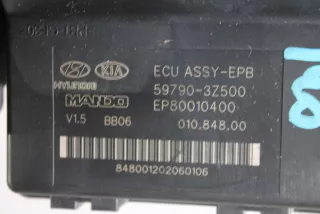 KIA ECU ASSY-EPB
HYUNDAI 59790-3Z500
MANDO EP80010400
V1.5 BB06 010.848.00
848001202060106